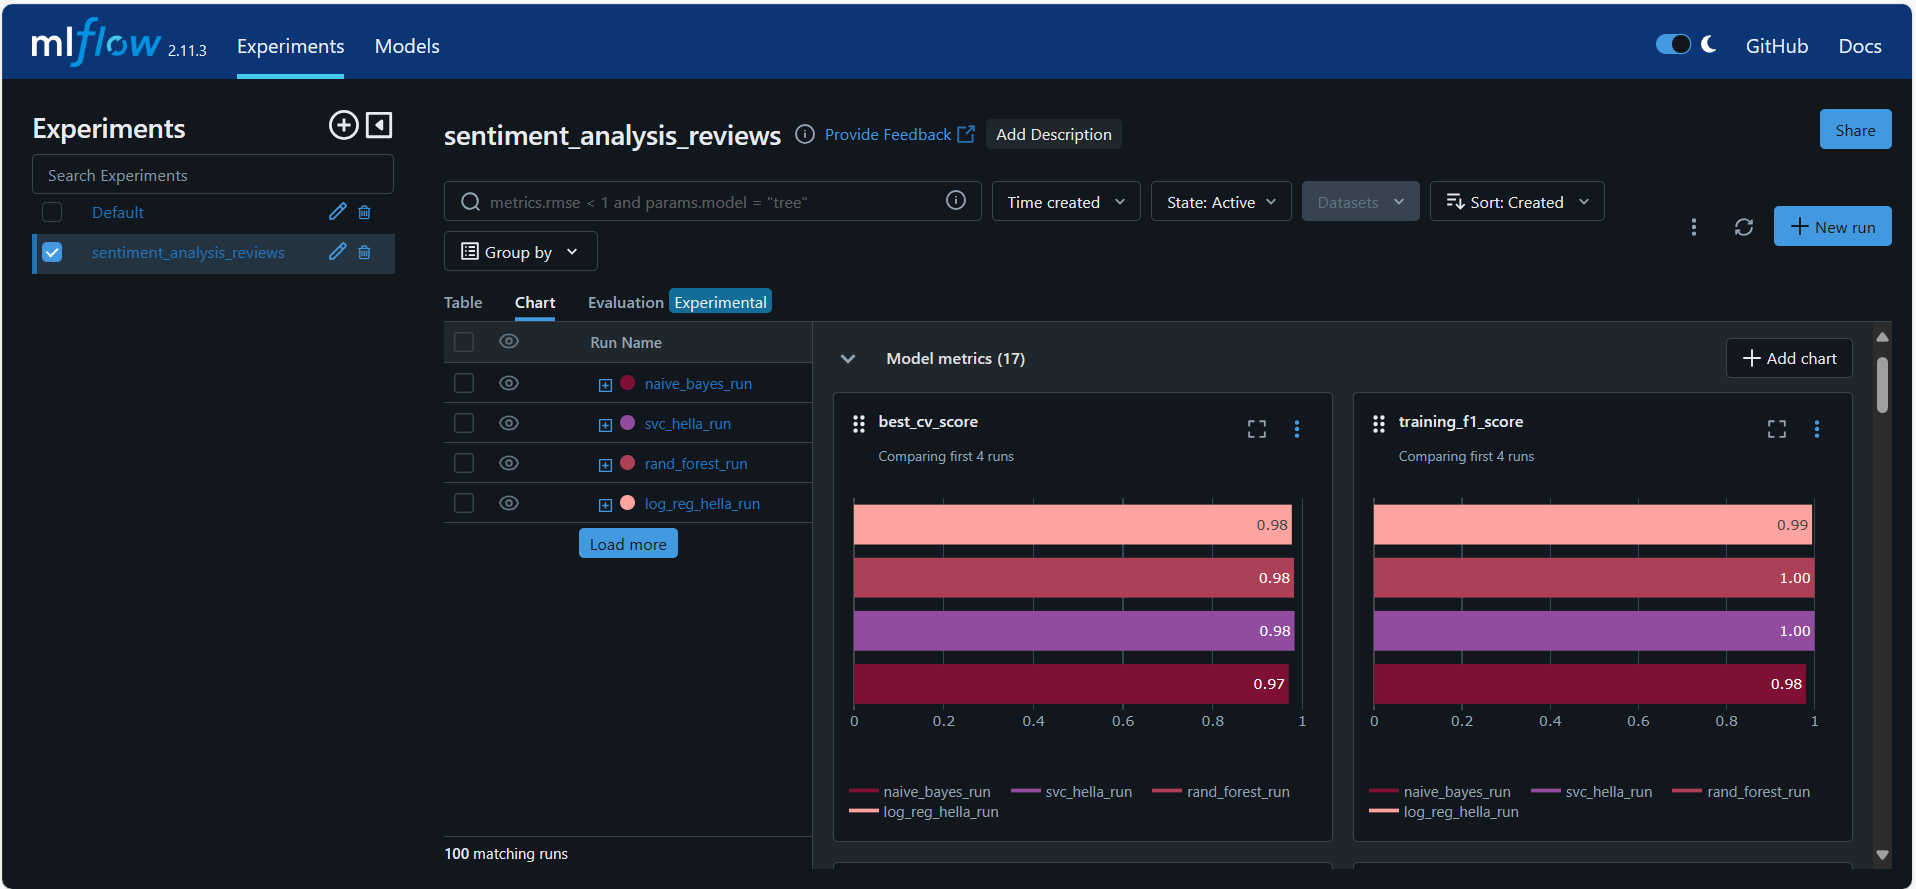 mlflow 2.11.3 Experiments Models GitHub Docs
Experiments
Search Experiments
Default
sentiment_analysis_reviews
sentiment_analysis_reviews Provide Feedback Add Description Share
metrics.rmse < 1 and params.model = "tree" Time created State: Active Datasets Sort: Created
+ New run
Group by
Table Chart Evaluation Experimental
Run Name
naive_bayes_run
svc_hella_run
rand_forest_run
log_reg_hella_run
Load more
100 matching runs
Model metrics (17) + Add chart
best_cv_score
Comparing first 4 runs
0.98
0.98
0.98
0.97
0 0.2 0.4 0.6 0.8 1
naive_bayes_run svc_hella_run rand_forest_run
log_reg_hella_run
training_f1_score
Comparing first 4 runs
0.99
1.00
1.00
0.98
0 0.2 0.4 0.6 0.8 1
naive_bayes_run svc_hella_run rand_forest_run
log_reg_hella_run